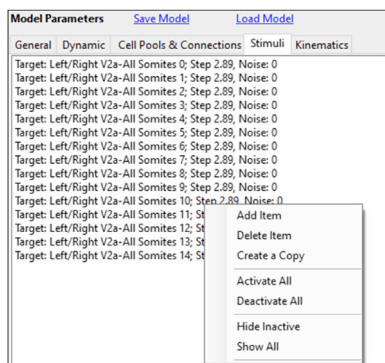 Model Parameters Save Model Load Model
General Dynamic Cell Pools & Connections Stimuli Kinematics
Target: Left/Right V2a-All Somites 0; Step 2.89, Noise: 0
Target: Left/Right V2a-All Somites 1; Step 2.89, Noise: 0
Target: Left/Right V2a-All Somites 2; Step 2.89, Noise: 0
Target: Left/Right V2a-All Somites 3; Step 2.89, Noise: 0
Target: Left/Right V2a-All Somites 4; Step 2.89, Noise: 0
Target: Left/Right V2a-All Somites 5; Step 2.89, Noise: 0
Target: Left/Right V2a-All Somites 6; Step 2.89, Noise: 0
Target: Left/Right V2a-All Somites 7; Step 2.89, Noise: 0
Target: Left/Right V2a-All Somites 8; Step 2.89, Noise: 0
Target: Left/Right V2a-All Somites 9; Step 2.89, Noise: 0
Target: Left/Right V2a-All Somites 10; Step 2.89, Noise: 0
Target: Left/Right V2a-All Somites 11; St
Target: Left/Right V2a-All Somites 12; St
Target: Left/Right V2a-All Somites 13; St
Target: Left/Right V2a-All Somites 14; St
Add Item
Delete Item
Create a Copy
Activate All
Deactivate All
Hide Inactive
Show All